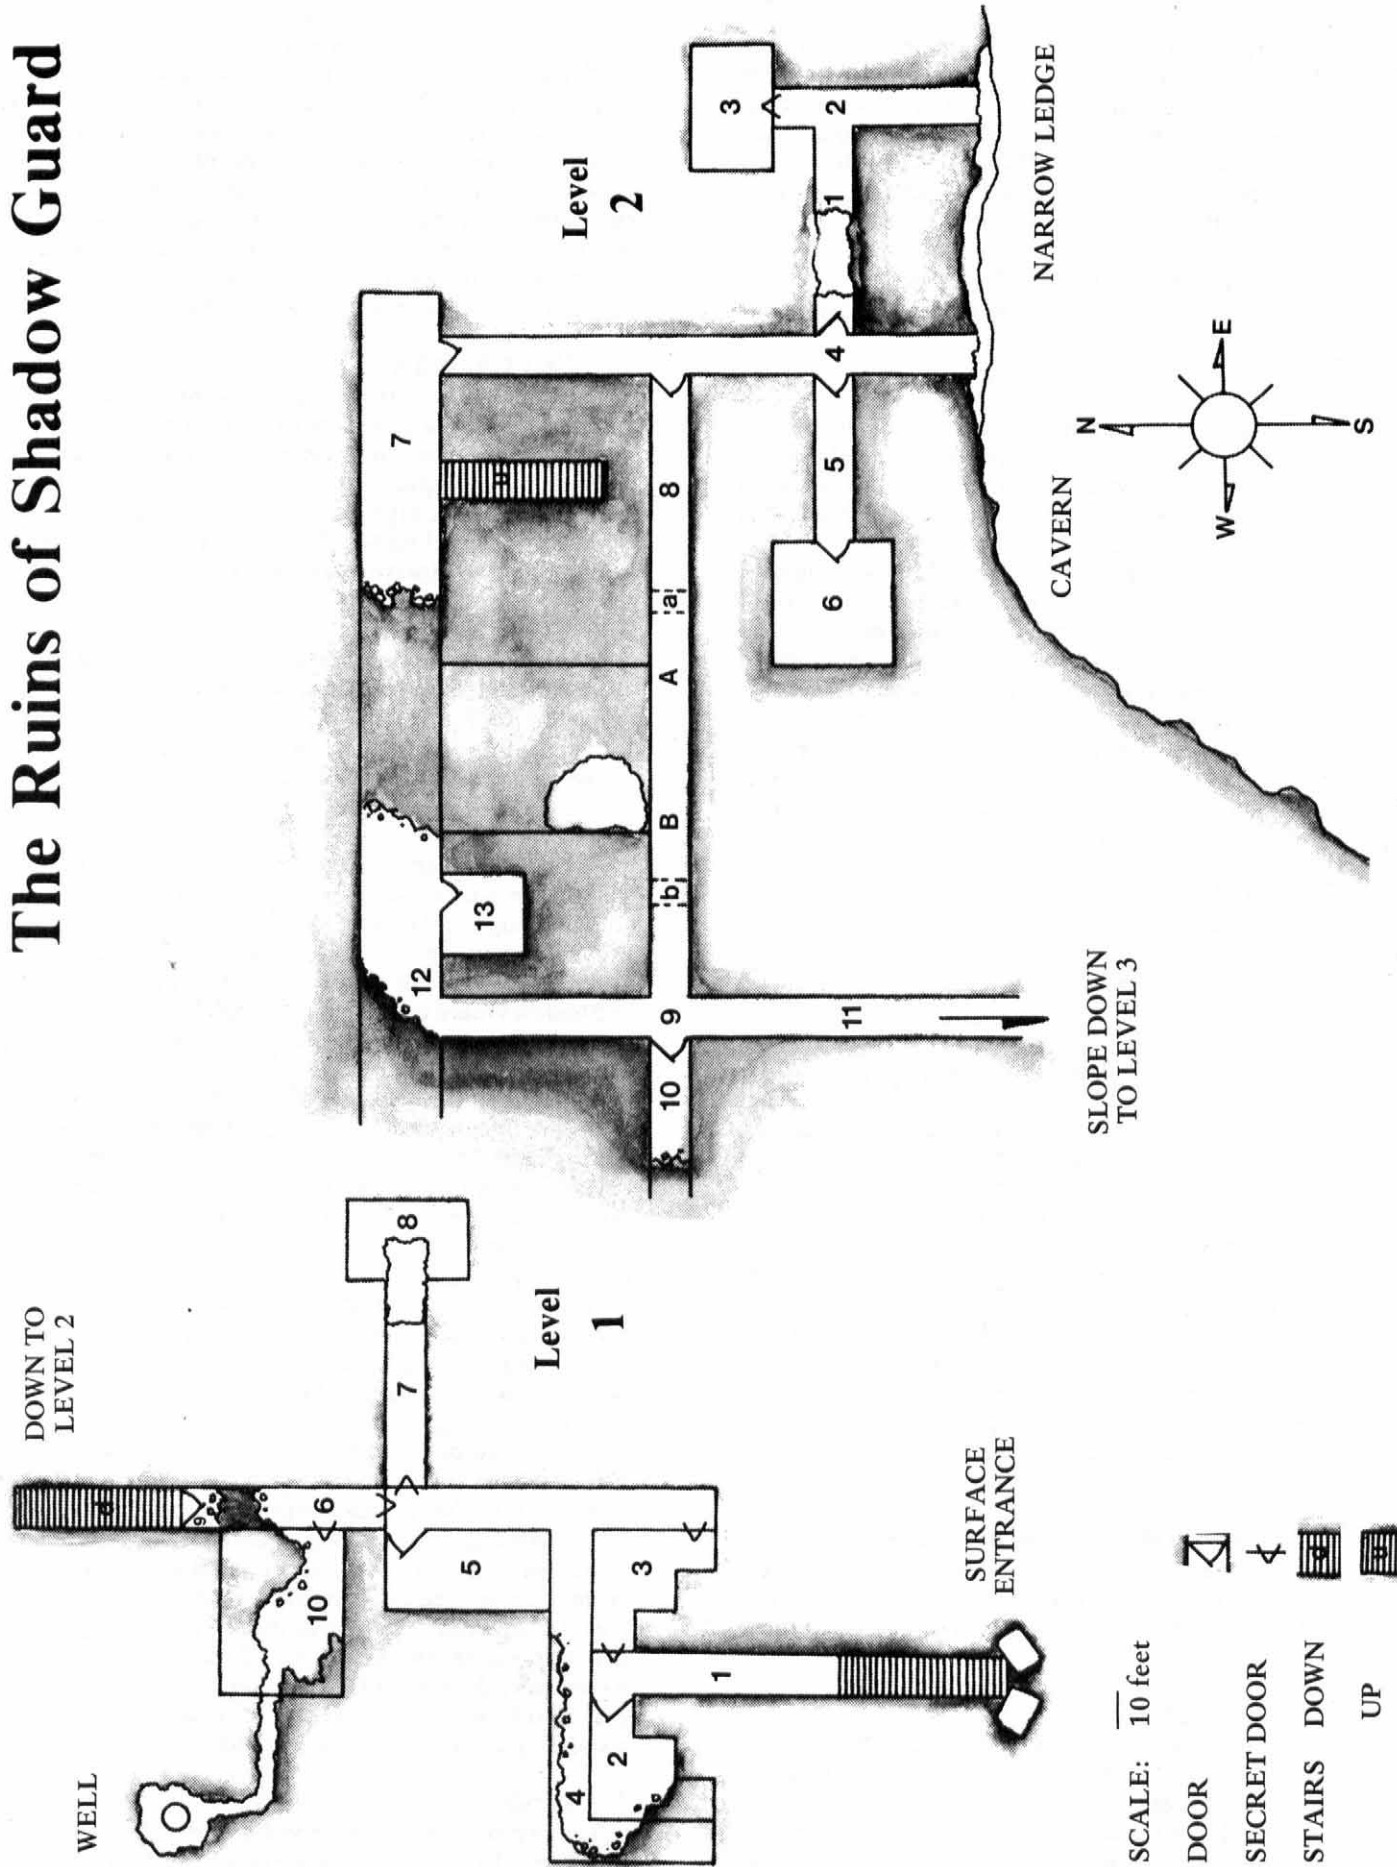 The Ruins of Shadow Guard
DOWN TO
LEVEL 2
WELL
d
9
6
10
5
7
8
Level
1
3
4
2
1
SURFACE
ENTRANCE
SCALE: 10 feet
DOOR
SECRET DOOR
STAIRS DOWN
d
UP
u
Level
2
3
2
1
7
u
12
13
4
5
6
8
a
A
B
b
9
10
11
NARROW LEDGE
CAVERN
SLOPE DOWN
TO LEVEL 3
N
W
E
S